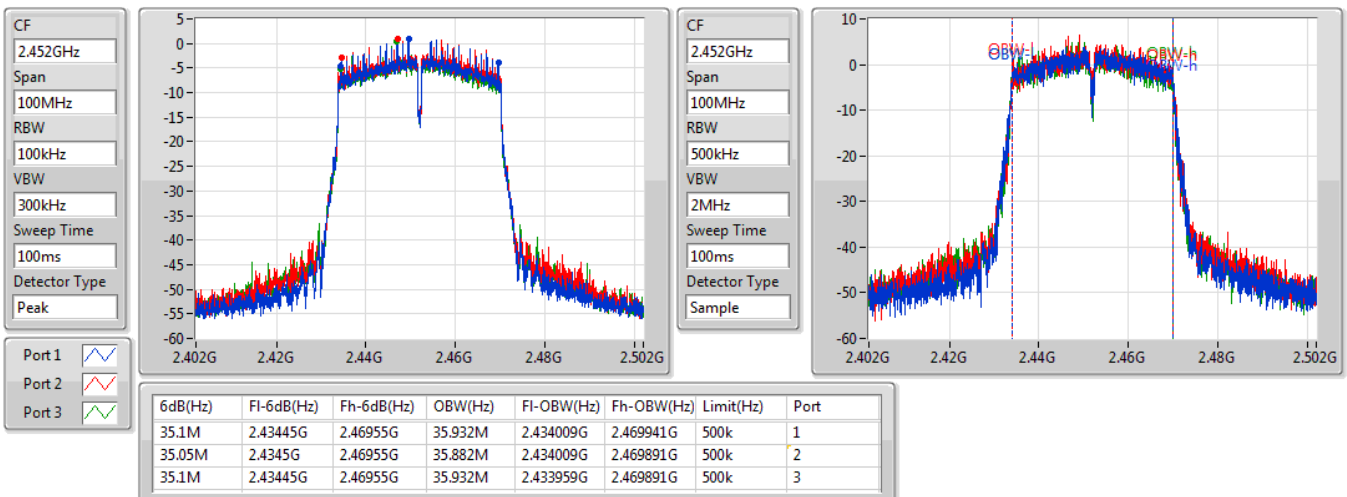 CF
2.452GHz
Span
100MHz
RBW
100kHz
VBW
300kHz
Sweep Time
100ms
Detector Type
Peak
5
0
-5
-10
-15
-20
-25
-30
-35
-40
-45
-50
-55
-60
2.402G 2.42G 2.44G 2.46G 2.48G 2.502G
CF
2.452GHz
Span
100MHz
RBW
500kHz
VBW
2MHz
Sweep Time
100ms
Detector Type
Sample
10
0
-10
-20
-30
-40
-50
-60
OBW-l OBW-h
OBW-l OBW-h
2.402G 2.42G 2.44G 2.46G 2.48G 2.502G
Port 1
Port 2
Port 3
6dB(Hz) Fl-6dB(Hz) Fh-6dB(Hz) OBW(Hz) Fl-OBW(Hz) Fh-OBW(Hz) Limit(Hz) Port
35.1M 2.43445G 2.46955G 35.932M 2.434009G 2.469941G 500k 1
35.05M 2.4345G 2.46955G 35.882M 2.434009G 2.469891G 500k 2
35.1M 2.43445G 2.46955G 35.932M 2.433959G 2.469891G 500k 3